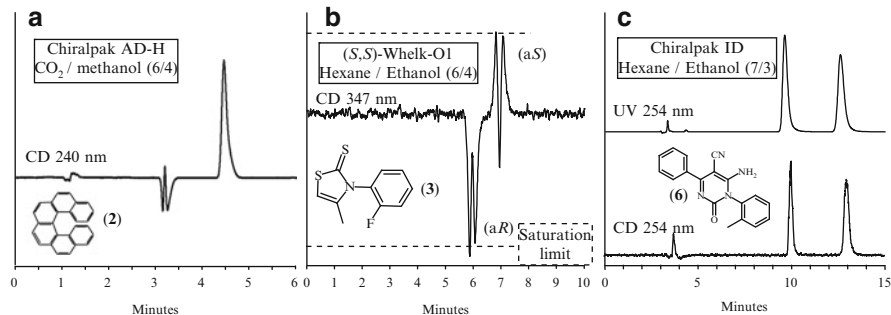 a
Chiralpak AD-H
CO₂ / methanol (6/4)
CD 240 nm
(2)
0 1 2 3 4 5 6
Minutes
b
(S,S)-Whelk-O1
Hexane / Ethanol (6/4)
(aS)
CD 347 nm
S
S
N
F
(3)
(aR)
Saturation
limit
0 1 2 3 4 5 6 7 8 9 10
Minutes
c
Chiralpak ID
Hexane / Ethanol (7/3)
UV 254 nm
CN
NH₂
(6)
N
N
O
CD 254
0 5 10 15
Minutes